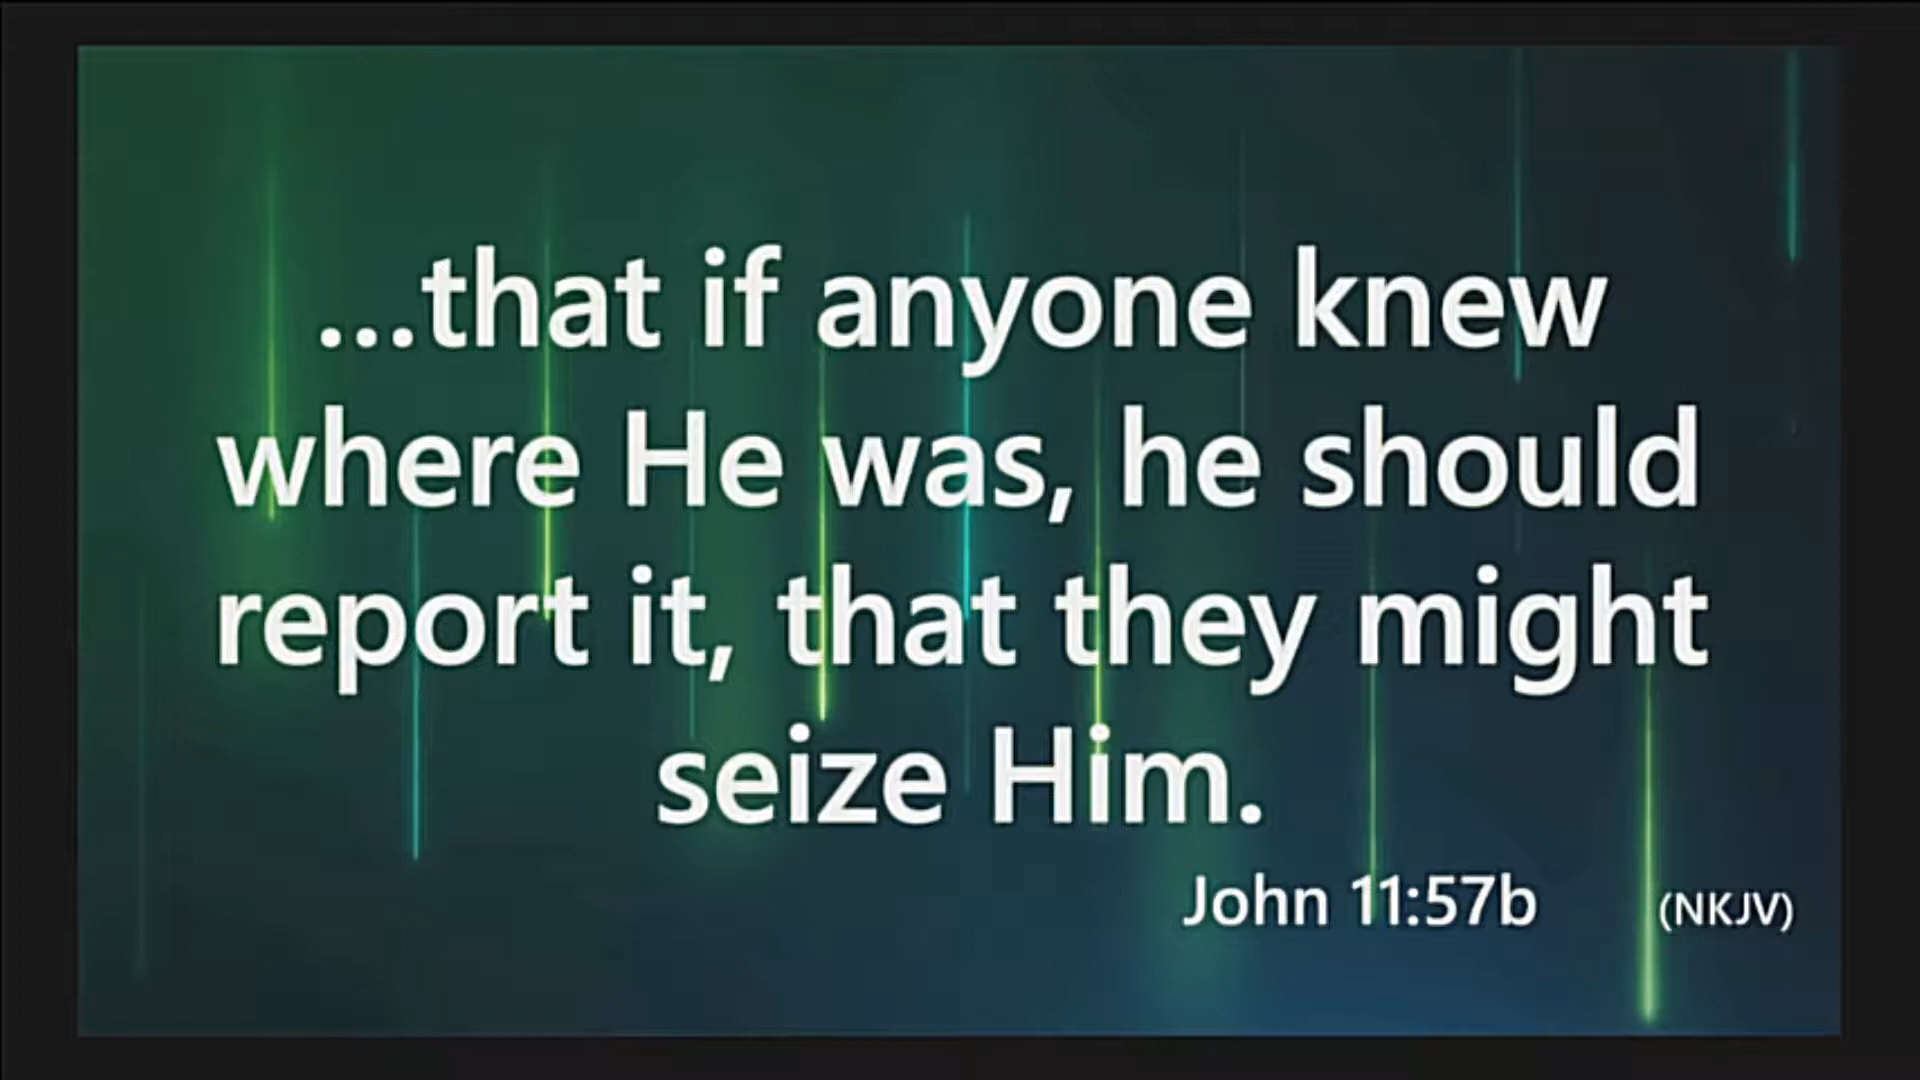 ...that if anyone knew
where He was, he should
report it, that they might
seize Him.
John 11:57b (NKJV)